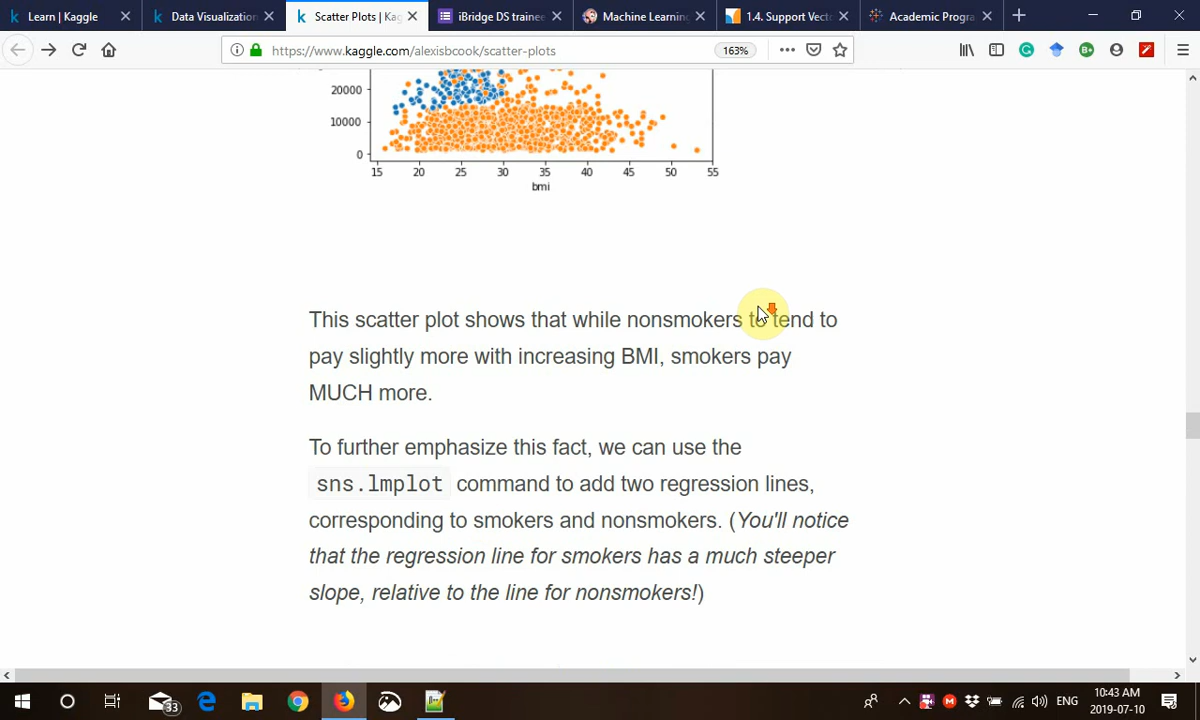 Learn | Kaggle
Data Visualization
Scatter Plots | Kag
iBridge DS trainee
Machine Learning
1.4. Support Vecto
Academic Progra
https://www.kaggle.com/alexisbcook/scatter-plots
163%
20000
10000
0
15 20 25 30 35 40 45 50 55
bmi
This scatter plot shows that while nonsmokers to tend to
pay slightly more with increasing BMI, smokers pay
MUCH more.
To further emphasize this fact, we can use the
sns.lmplot command to add two regression lines,
corresponding to smokers and nonsmokers. (You'll notice
that the regression line for smokers has a much steeper
slope, relative to the line for nonsmokers!)
33
ENG
10:43 AM
2019-07-10